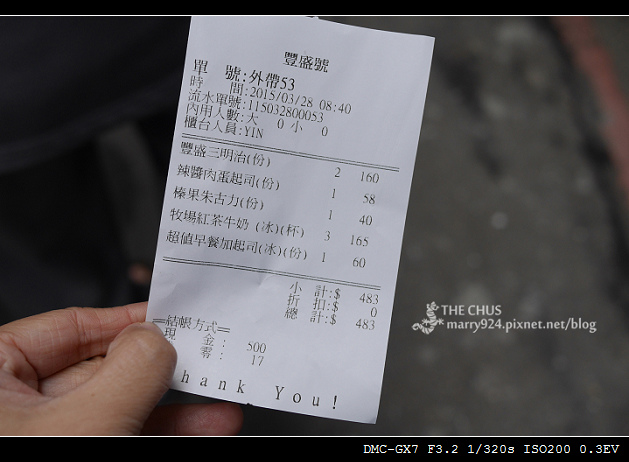 豐盛號
單 號:外帶53
時 間:2015/03/28 08:40
流水單號:115032800053
內用人數:大 0 小 0
櫃台人員:YIN
豐盛三明治(份) 2 160
辣醬肉蛋起司(份) 1 58
榛果朱古力(份) 1 40
牧場紅茶牛奶(冰)(杯) 3 165
超值早餐加起司(冰)(份) 1 60
小 計:$ 483
折 扣:$ 0
總 計:$ 483
==結帳方式==
現 金: 500
零: 17
hank You!
THE CHUS
marry924.pixnet.net/blog
DMC-GX7 F3.2 1/320s ISO200 0.3EV